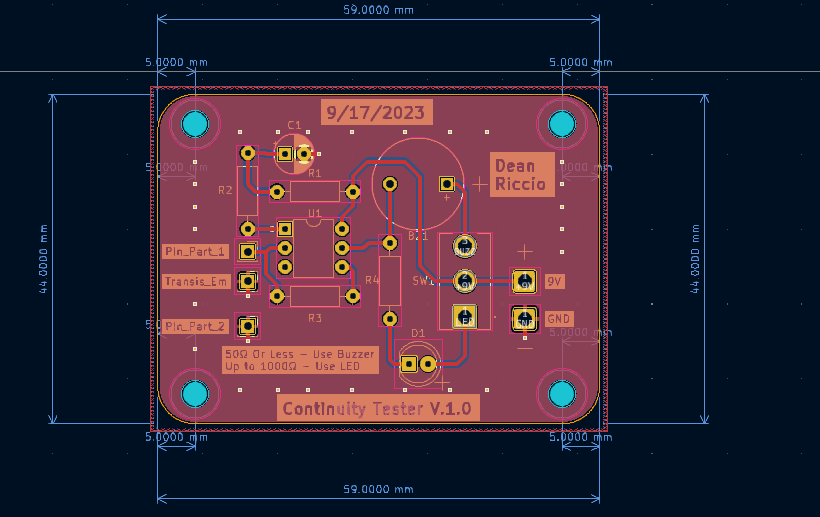 59.0000 mm
5.0000 mm
5.0000 mm
9/17/2023
C1
Dean
Riccio
R1
R2
U1
BZ1
Pin_Part_1
44.0000 mm
44.0000 mm
Transis_Em
R4
9V
GND
Pin_Part_2
R3
D1
50Ω Or Less – Use Buzzer
Up to 1000Ω – Use LED
Continuity Tester V.1.0
5.0000 mm
5.0000 mm
59.0000 mm